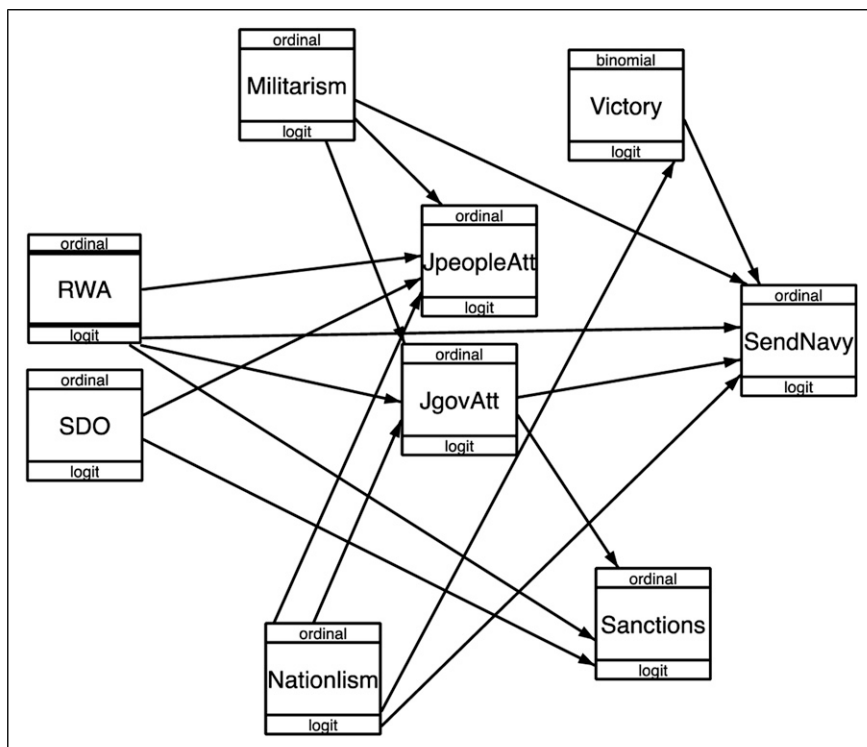 ordinal
Militarism
logit
binomial
Victory
logit
ordinal
JpeopleAtt
logit
ordinal
RWA
logit
ordinal
SendNavy
logit
ordinal
JgovAtt
logit
ordinal
SDO
logit
ordinal
Sanctions
logit
ordinal
Nationlism
logit